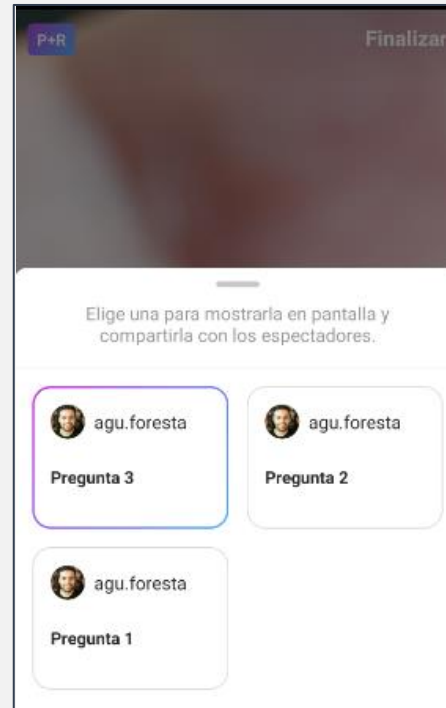 P+R
Finalizar
Elige una para mostrarla en pantalla y
compartirla con los espectadores.
agu.foresta
Pregunta 3
agu.foresta
Pregunta 2
agu.foresta
Pregunta 1